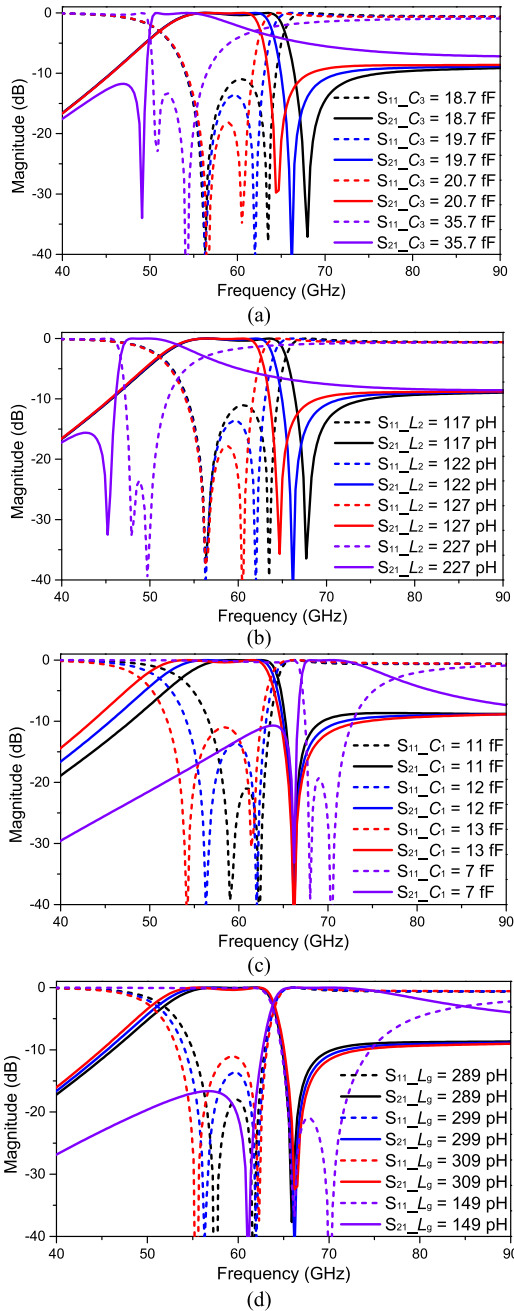 0
-10
-20
-30
-40
Magnitude (dB)
S11_C3 = 18.7 fF
S21_C3 = 18.7 fF
S11_C3 = 19.7 fF
S21_C3 = 19.7 fF
S11_C3 = 20.7 fF
S21_C3 = 20.7 fF
S11_C3 = 35.7 fF
S21_C3 = 35.7 fF
40 50 60 70 80 90
Frequency (GHz)
(a)
0
-10
-20
-30
-40
Magnitude (dB)
S11_L2 = 117 pH
S21_L2 = 117 pH
S11_L2 = 122 pH
S21_L2 = 122 pH
S11_L2 = 127 pH
S21_L2 = 127 pH
S11_L2 = 227 pH
S21_L2 = 227 pH
40 50 60 70 80 90
Frequency (GHz)
(b)
0
-10
-20
-30
-40
Magnitude (dB)
S11_C1 = 11 fF
S21_C1 = 11 fF
S11_C1 = 12 fF
S21_C1 = 12 fF
S11_C1 = 13 fF
S21_C1 = 13 fF
S11_C1 = 7 fF
S21_C1 = 7 fF
40 50 60 70 80 90
Frequency (GHz)
(c)
0
-10
-20
-30
-40
Magnitude (dB)
S11_Lg = 289 pH
S21_Lg = 289 pH
S11_Lg = 299 pH
S21_Lg = 299 pH
S11_Lg = 309 pH
S21_Lg = 309 pH
S11_Lg = 149 pH
S21_Lg = 149 pH
40 50 60 70 80 90
Frequency (GHz)
(d)